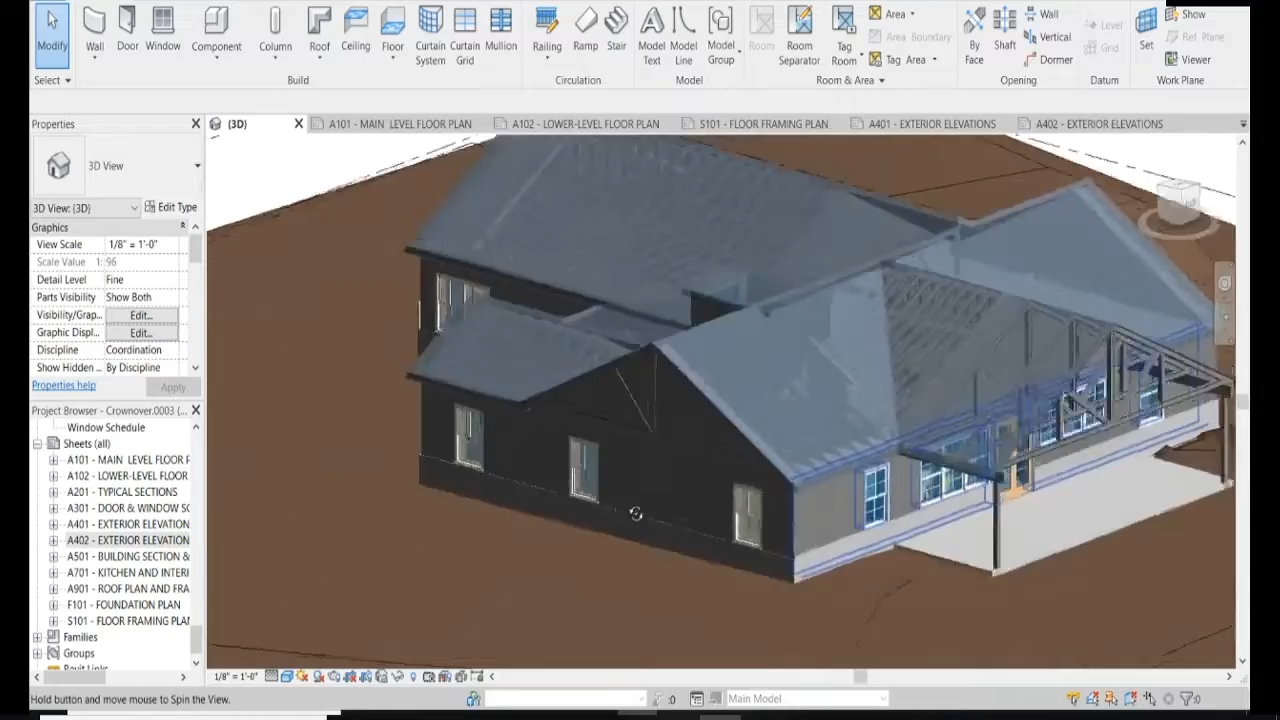 Modify
Wall
Door
Window
Component
Column
Roof
Ceiling
Floor
Curtain System
Curtain Grid
Mullion
Railing
Ramp
Stair
Model Text
Model Line
Model Group
Room
Room Separator
Tag Room
Area
Area Boundary
Tag Area
By Face
Shaft
Wall
Vertical
Dormer
Level
Grid
Set
Show
Ref Plane
Viewer
Select
Build
Circulation
Model
Room & Area
Opening
Datum
Work Plane
Properties
(3D)
A101 - MAIN LEVEL FLOOR PLAN
A102 - LOWER-LEVEL FLOOR PLAN
S101 - FLOOR FRAMING PLAN
A401 - EXTERIOR ELEVATIONS
A402 - EXTERIOR ELEVATIONS
3D View
3D View: {3D}
Edit Type
Graphics
View Scale 1/8" = 1'-0"
Scale Value 1: 96
Detail Level Fine
Parts Visibility Show Both
Visibility/Grap... Edit...
Graphic Displ... Edit...
Discipline Coordination
Show Hidden ... By Discipline
Properties help Apply
Project Browser - Crownover.0003 (...
Window Schedule
Sheets (all)
A101 - MAIN LEVEL FLOOR P
A102 - LOWER-LEVEL FLOOR
A201 - TYPICAL SECTIONS
A301 - DOOR & WINDOW SC
A401 - EXTERIOR ELEVATION
A402 - EXTERIOR ELEVATION
A501 - BUILDING SECTION &
A701 - KITCHEN AND INTERI
A901 - ROOF PLAN AND FRA
F101 - FOUNDATION PLAN
S101 - FLOOR FRAMING PLAN
Families
Groups
Revit Links
1/8" = 1'-0"
Hold button and move mouse to Spin the View.
:0
Main Model
:0